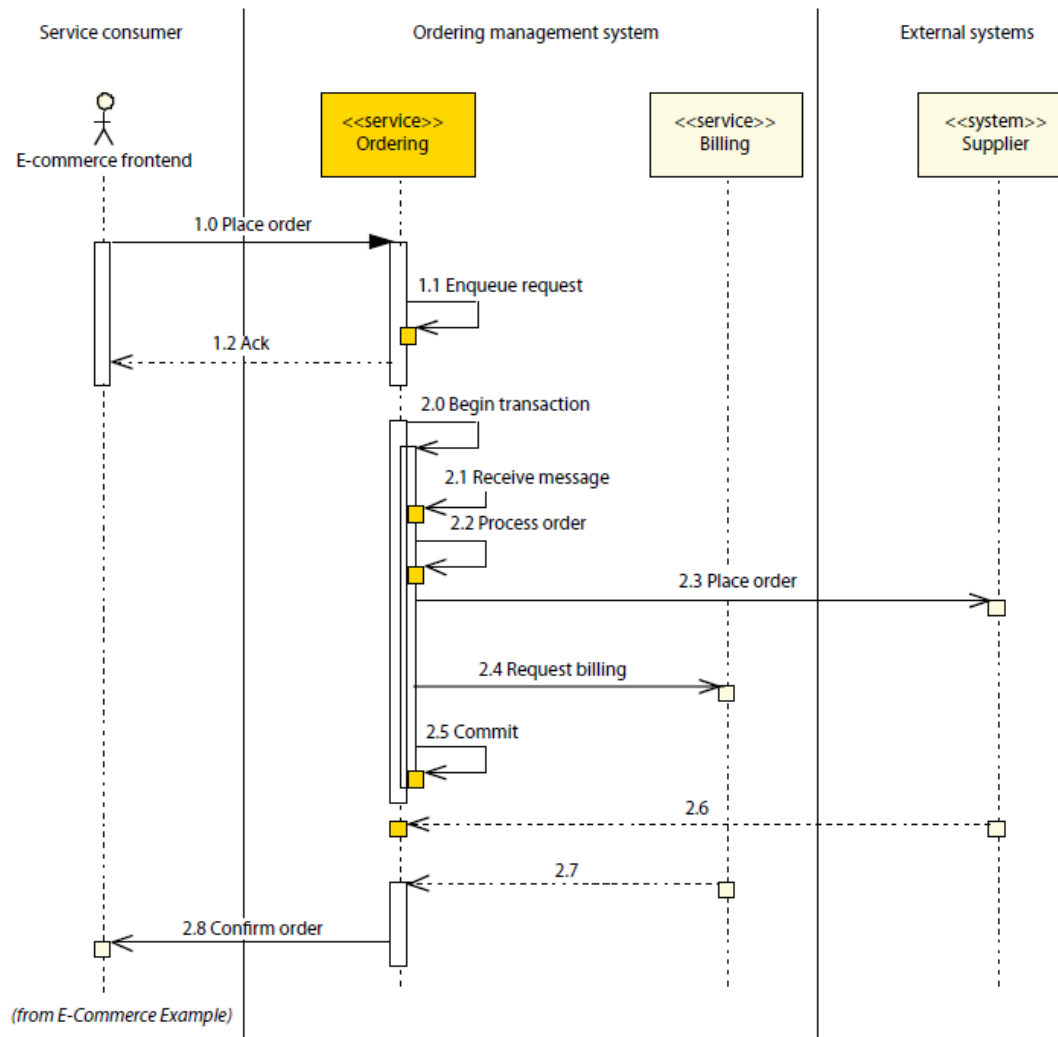 Service consumer
Ordering management system
External systems
<<service>>
Ordering
<<service>>
Billing
<<system>>
Supplier
E-commerce frontend
1.0 Place order
1.1 Enqueue request
1.2 Ack
2.0 Begin transaction
2.1 Receive message
2.2 Process order
2.3 Place order
2.4 Request billing
2.5 Commit
2.6
2.7
2.8 Confirm order
(from E-Commerce Example)